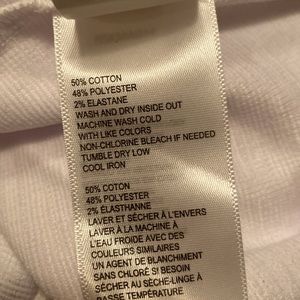 50% COTTON
48% POLYESTER
2% ELASTANE
WASH AND DRY INSIDE OUT
MACHINE WASH COLD
WITH LIKE COLORS
NON-CHLORINE BLEACH IF NEEDED
TUMBLE DRY LOW
COOL IRON
50% COTON
48% POLYESTER
2% ÉLASTHANNE
LAVER ET SÉCHER À L'ENVERS
LAVER À LA MACHINE À
L'EAU FROIDE AVEC DES
COULEURS SIMILAIRES
UN AGENT DE BLANCHIMENT
SANS CHLORE SI BESOIN
SÉCHER AU SÈCHE-LINGE À
BASSE TEMPÉRATURE